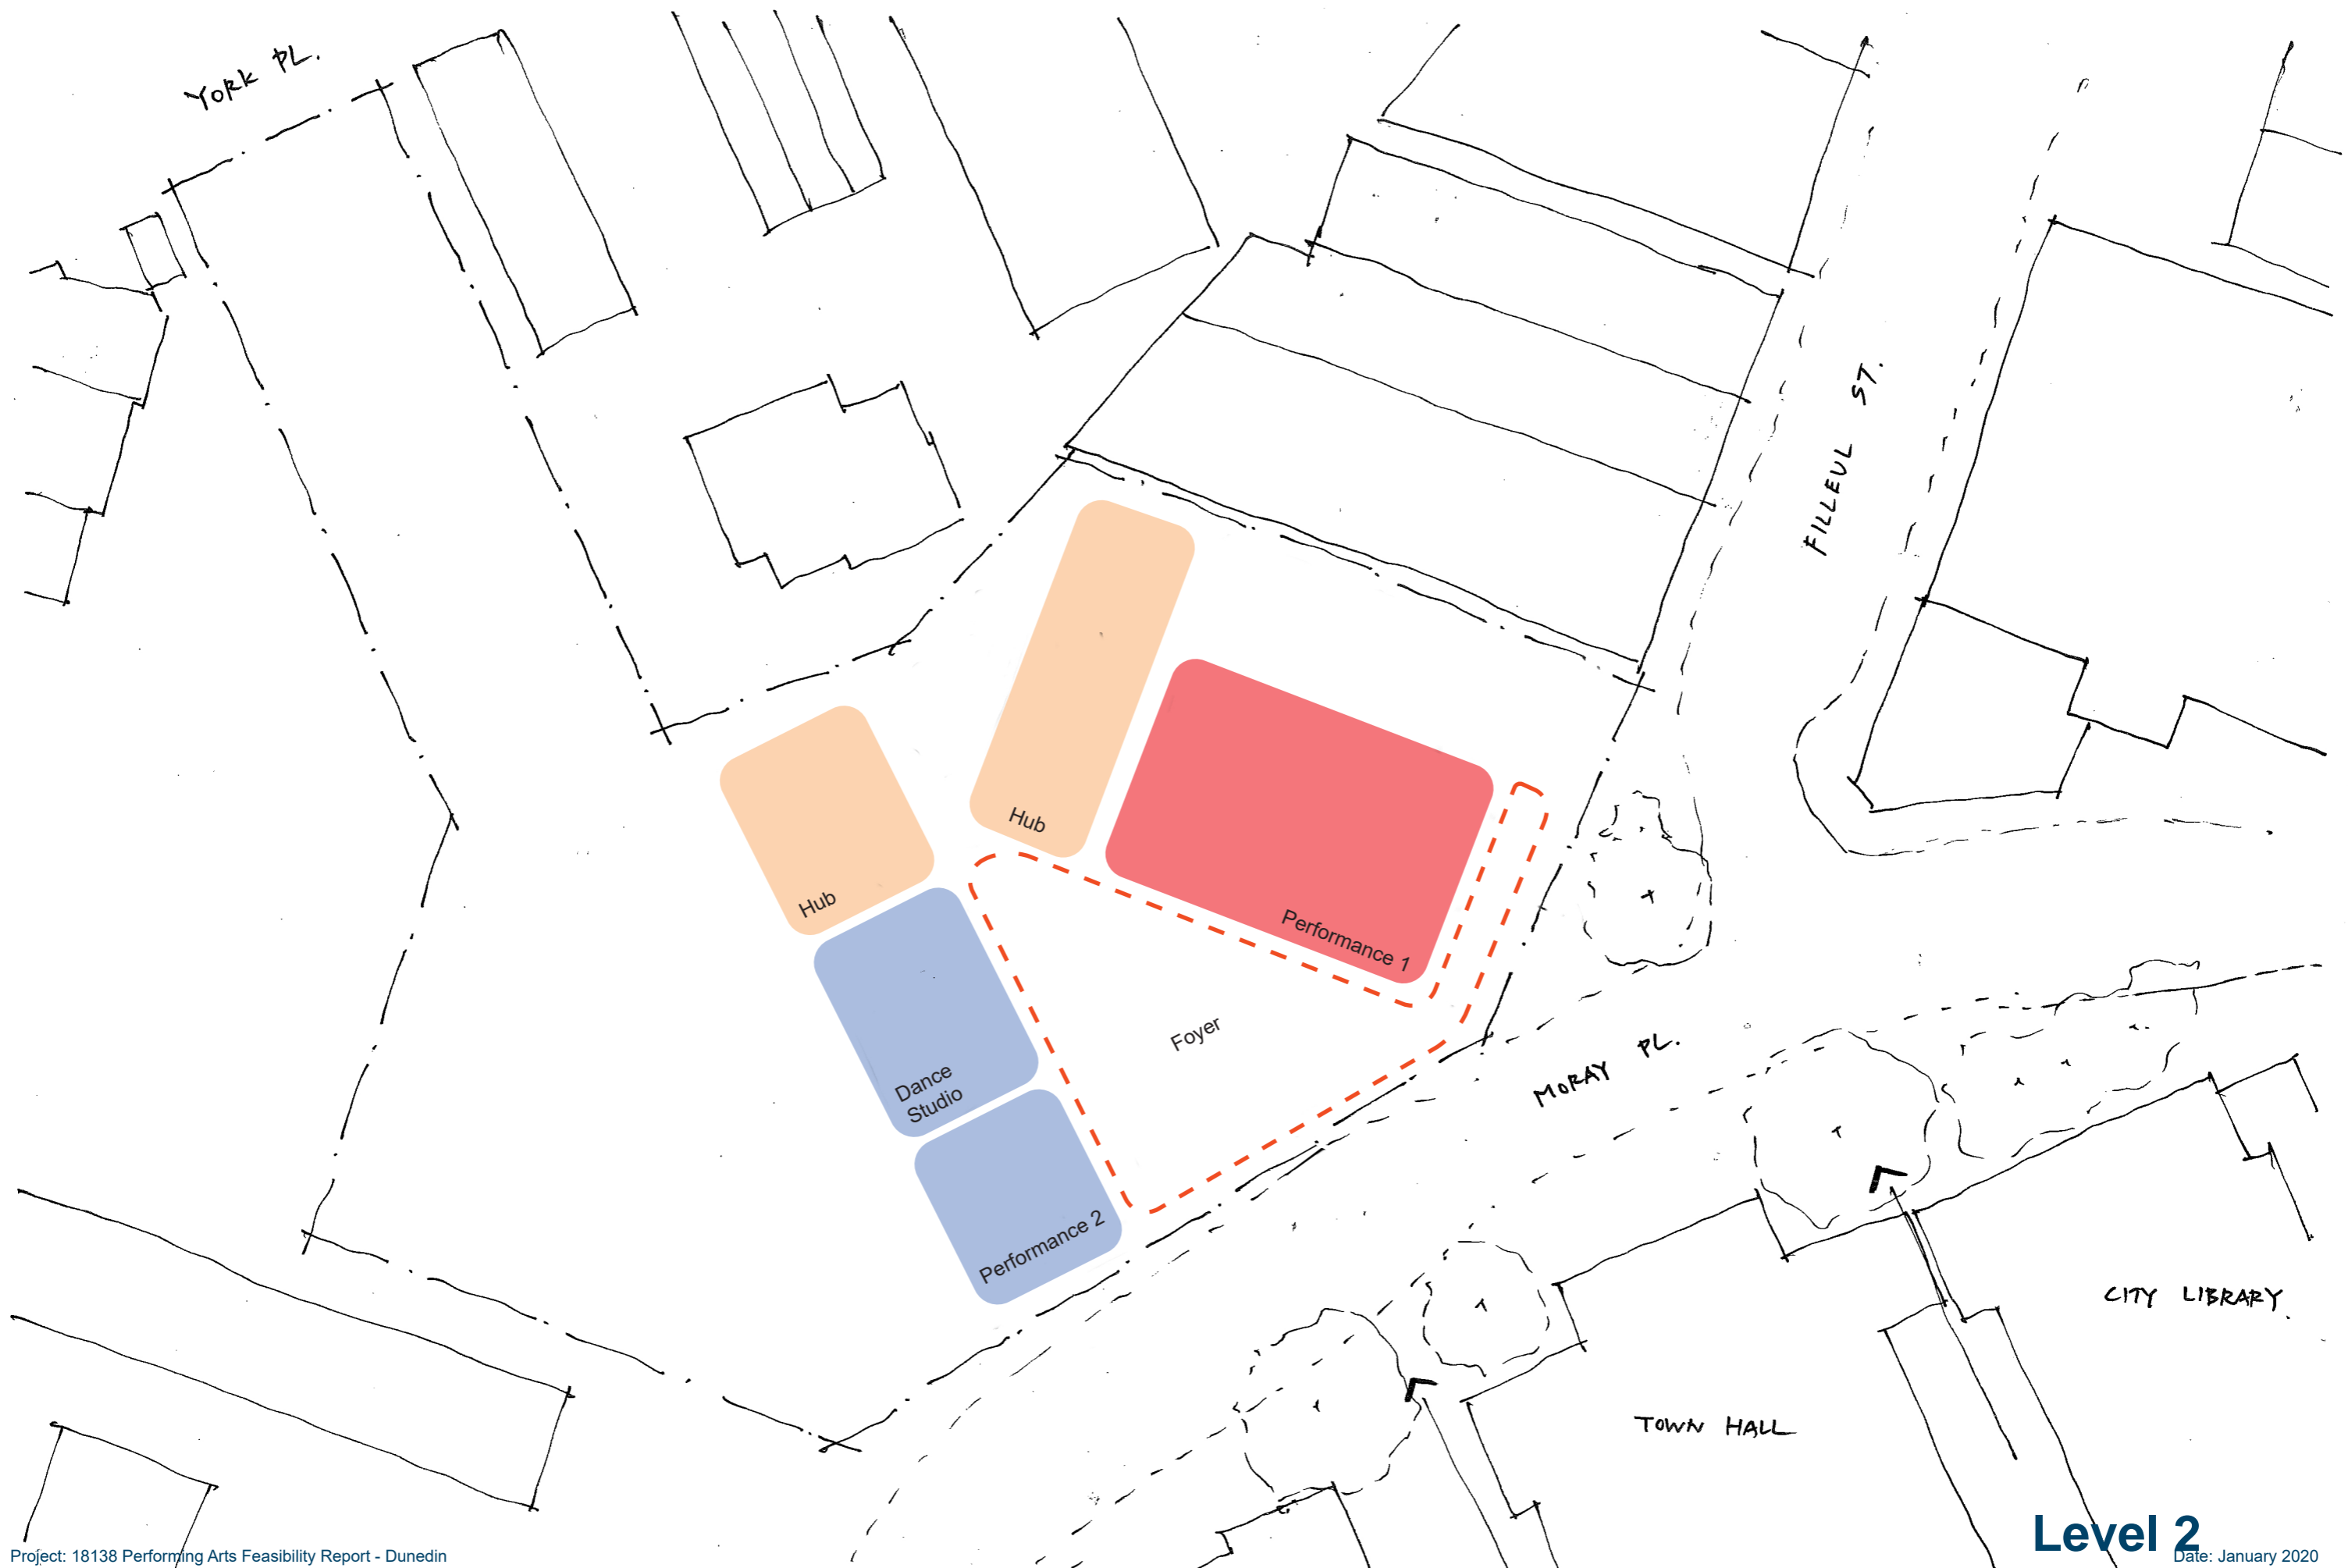 YORK PL.
FILLEUL ST.
Hub
Hub
Performance 1
Foyer
Dance
Studio
MORAY PL.
Performance 2
CITY LIBRARY.
TOWN HALL
Level 2
Project: 18138 Performing Arts Feasibility Report - Dunedin
Date: January 2020